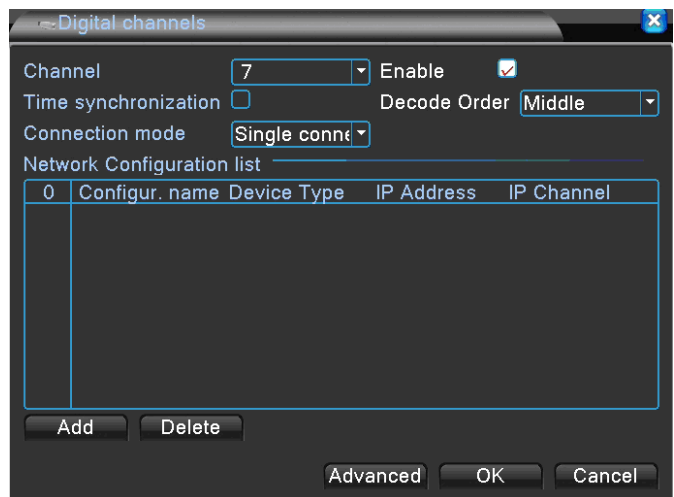 Digital channels
Channel 7 Enable
Time synchronization Decode Order Middle
Connection mode Single conne
Network Configuration list
0 Configur. name Device Type IP Address IP Channel
Add Delete
Advanced OK Cancel